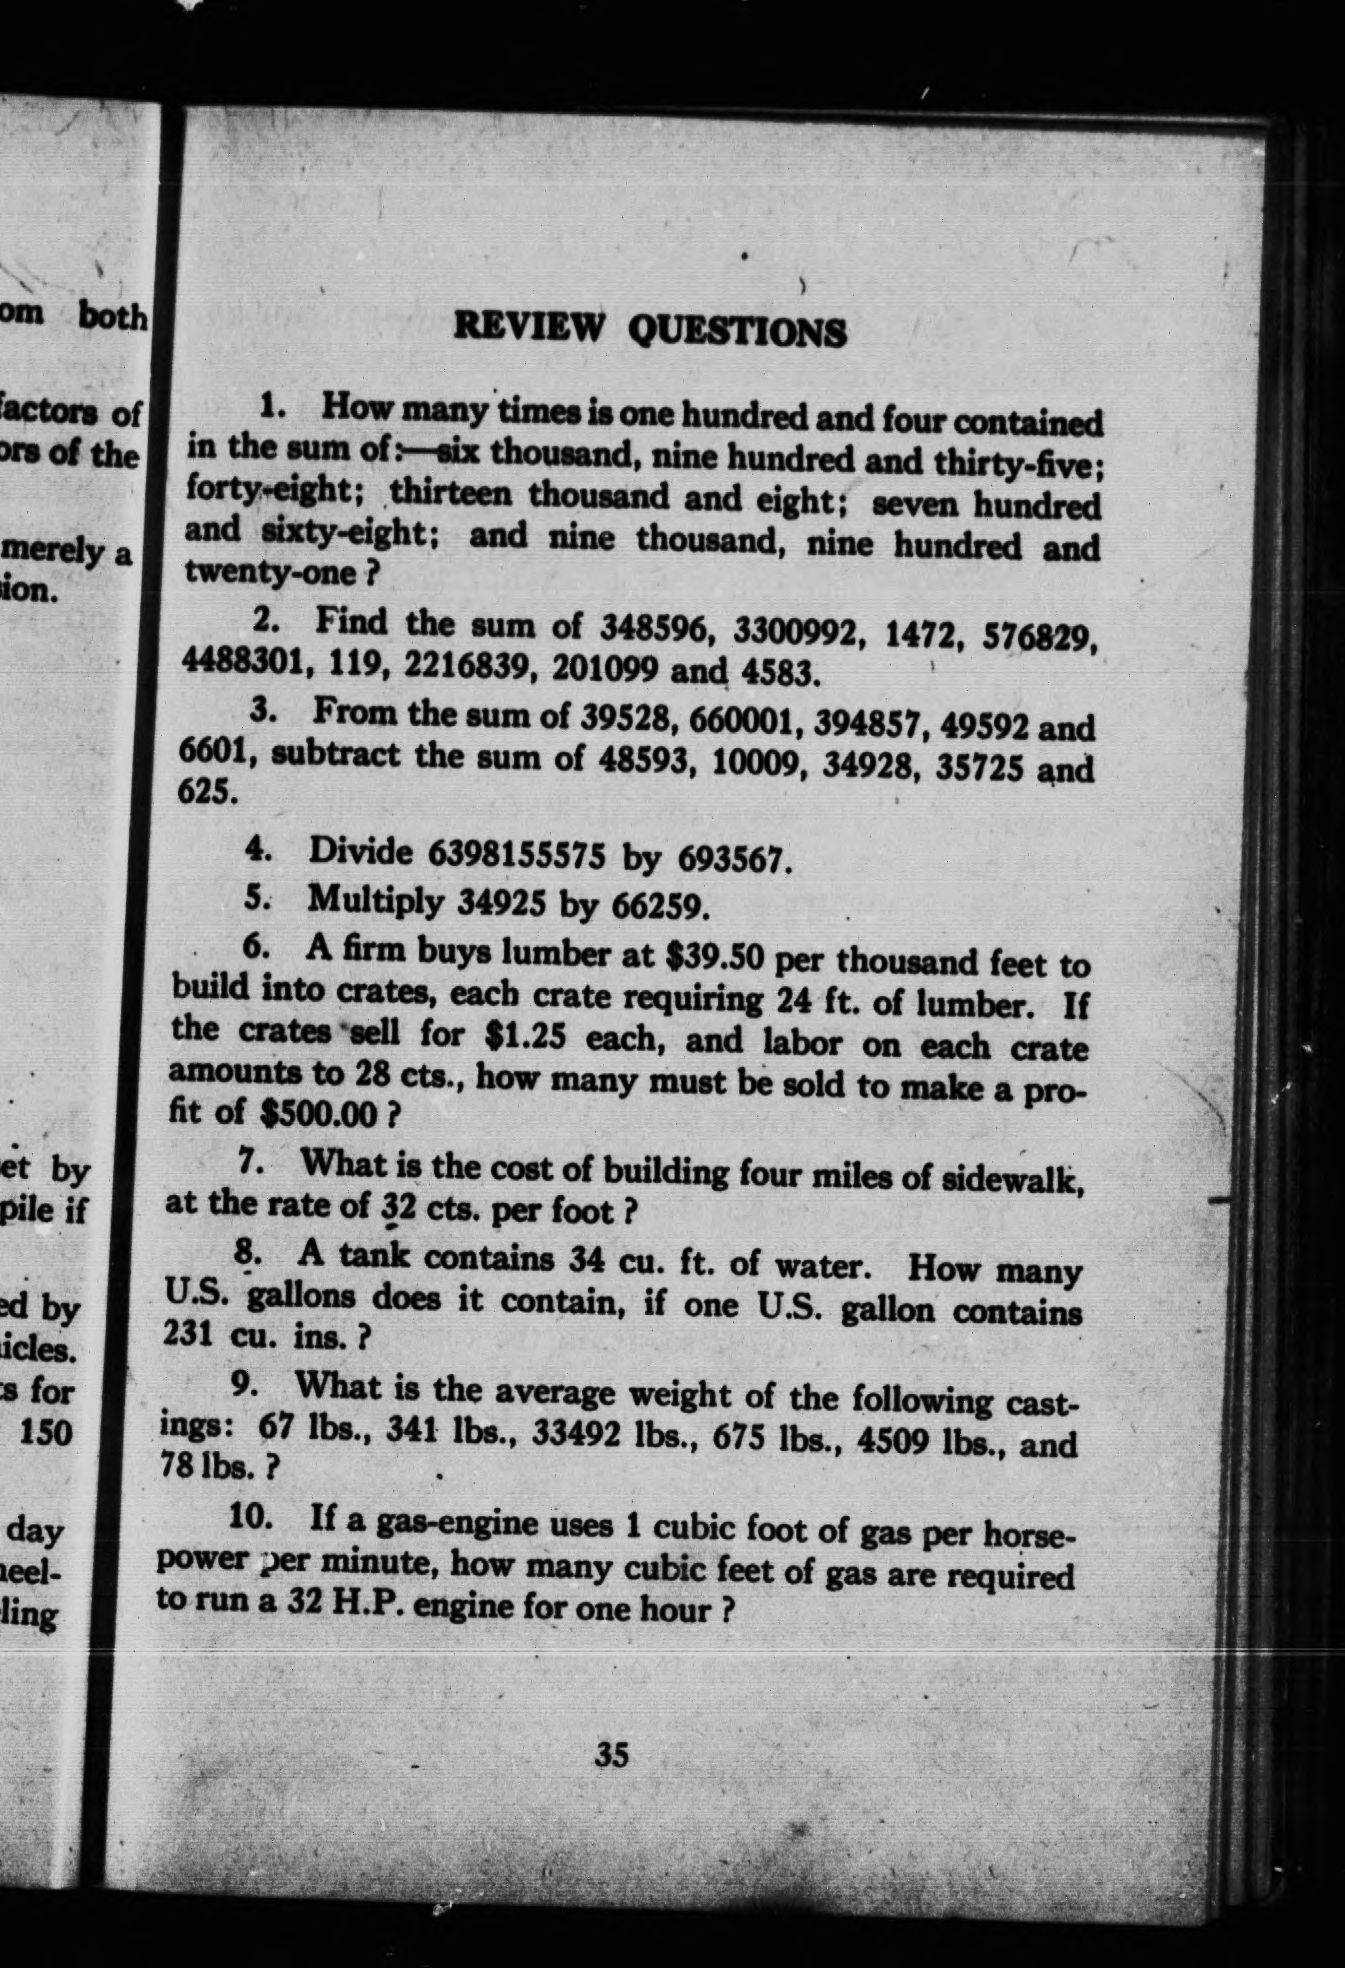 om both
factors of
ors of the
merely a
sion.
et by
pile if
ed by
icles.
ts for
150
day
heel-
ling
REVIEW QUESTIONS
1. How many times is one hundred and four contained
in the sum of:—six thousand, nine hundred and thirty-five;
forty-eight; thirteen thousand and eight; seven hundred
and sixty-eight; and nine thousand, nine hundred and
twenty-one ?
2. Find the sum of 348596, 3300992, 1472, 576829,
4488301, 119, 2216839, 201099 and 4583.
3. From the sum of 39528, 660001, 394857, 49592 and
6601, subtract the sum of 48593, 10009, 34928, 35725 and
625.
4. Divide 6398155575 by 693567.
5. Multiply 34925 by 66259.
6. A firm buys lumber at $39.50 per thousand feet to
build into crates, each crate requiring 24 ft. of lumber. If
the crates sell for $1.25 each, and labor on each crate
amounts to 28 cts., how many must be sold to make a pro-
fit of $500.00 ?
7. What is the cost of building four miles of sidewalk,
at the rate of 32 cts. per foot ?
8. A tank contains 34 cu. ft. of water. How many
U.S. gallons does it contain, if one U.S. gallon contains
231 cu. ins. ?
9. What is the average weight of the following cast-
ings: 67 lbs., 341 lbs., 33492 lbs., 675 lbs., 4509 lbs., and
78 lbs. ?
10. If a gas-engine uses 1 cubic foot of gas per horse-
power per minute, how many cubic feet of gas are required
to run a 32 H.P. engine for one hour ?
35